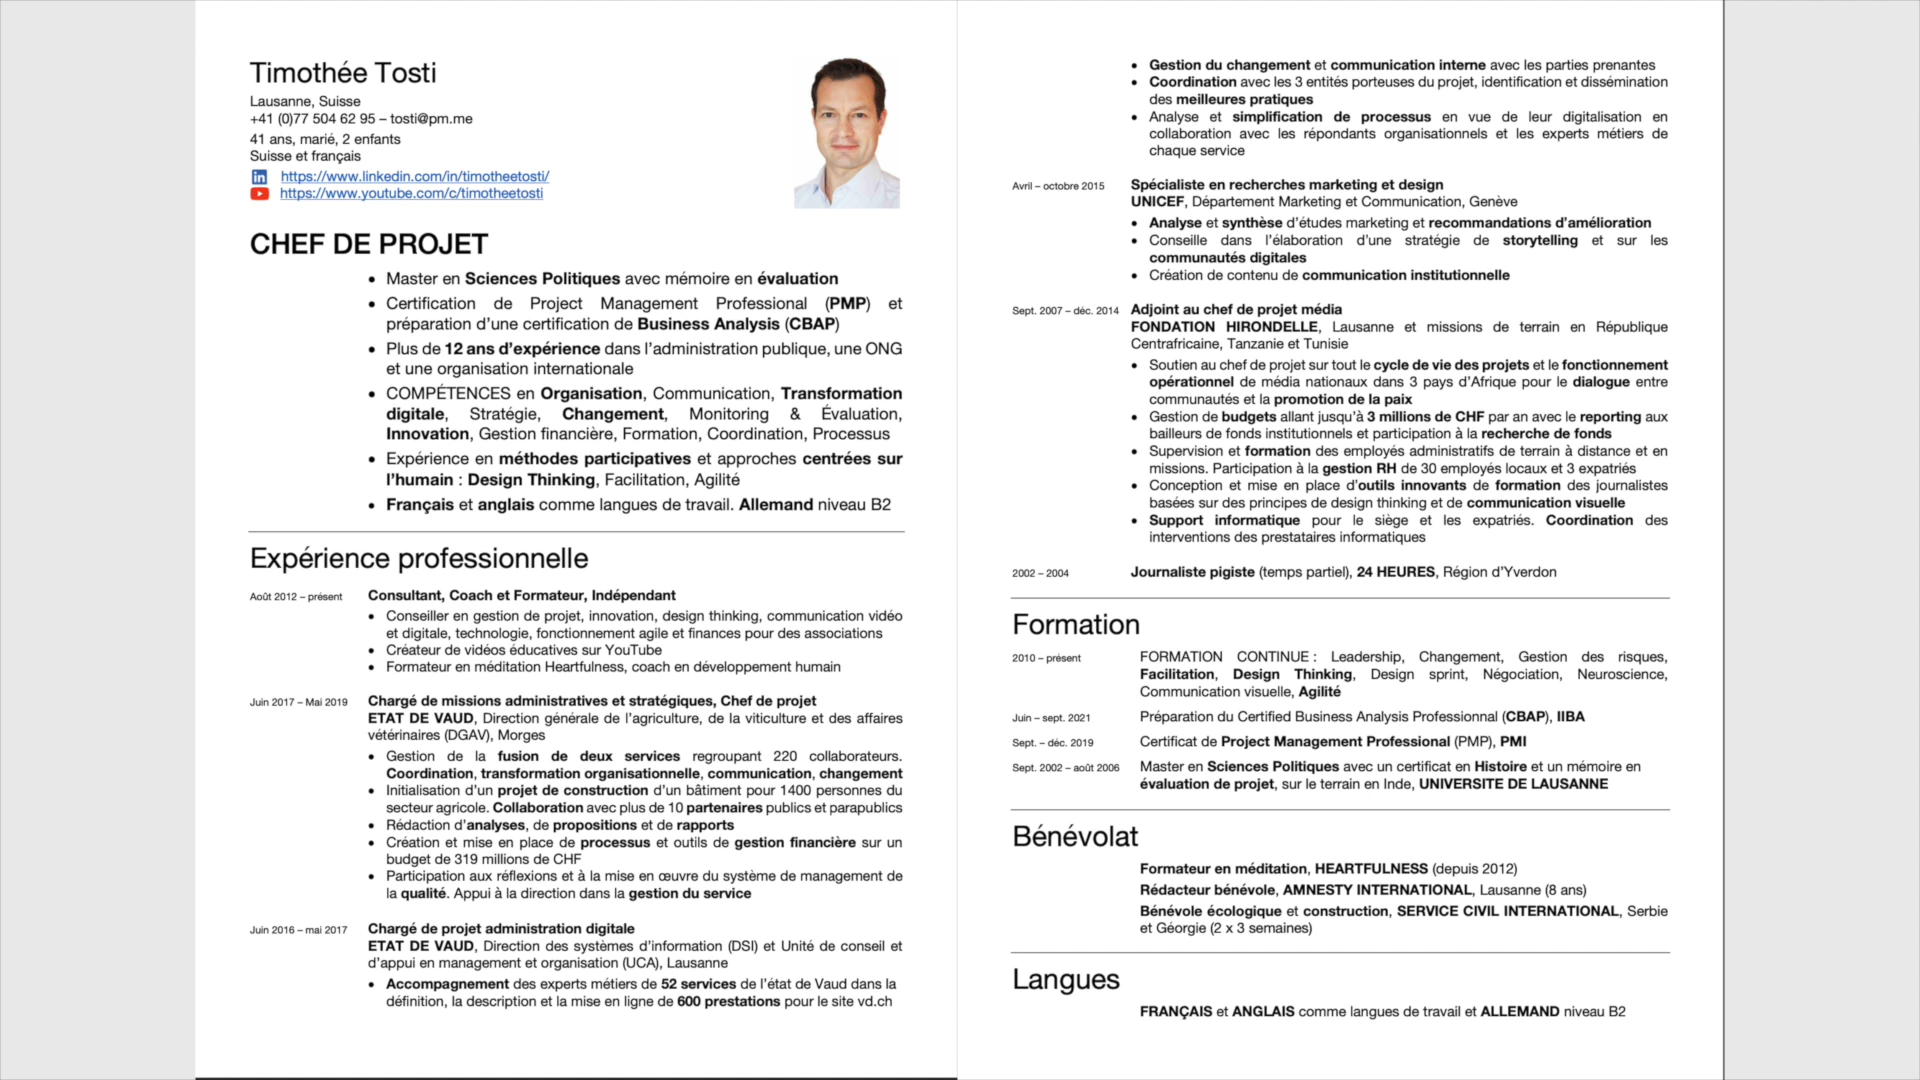 Timothée Tosti
Lausanne, Suisse
+41 (0)77 504 62 95 – tosti@pm.me
41 ans, marié, 2 enfants
Suisse et français
in https://www.linkedin.com/in/timotheetosti/
https://www.youtube.com/c/timotheetosti
CHEF DE PROJET
• Master en Sciences Politiques avec mémoire en évaluation
• Certification de Project Management Professional (PMP) et
préparation d’une certification de Business Analysis (CBAP)
• Plus de 12 ans d’expérience dans l’administration publique, une ONG
et une organisation internationale
• COMPÉTENCES en Organisation, Communication, Transformation
digitale, Stratégie, Changement, Monitoring & Évaluation,
Innovation, Gestion financière, Formation, Coordination, Processus
• Expérience en méthodes participatives et approches centrées sur
l’humain : Design Thinking, Facilitation, Agilité
• Français et anglais comme langues de travail. Allemand niveau B2
Expérience professionnelle
Août 2012 – présent Consultant, Coach et Formateur, Indépendant
• Conseiller en gestion de projet, innovation, design thinking, communication vidéo
et digitale, technologie, fonctionnement agile et finances pour des associations
• Créateur de vidéos éducatives sur YouTube
• Formateur en méditation Heartfulness, coach en développement humain
Juin 2017 – Mai 2019 Chargé de missions administratives et stratégiques, Chef de projet
ETAT DE VAUD, Direction générale de l’agriculture, de la viticulture et des affaires
vétérinaires (DGAV), Morges
• Gestion de la fusion de deux services regroupant 220 collaborateurs.
Coordination, transformation organisationnelle, communication, changement
• Initialisation d’un projet de construction d’un bâtiment pour 1400 personnes du
secteur agricole. Collaboration avec plus de 10 partenaires publics et parapublics
• Rédaction d’analyses, de propositions et de rapports
• Création et mise en place de processus et outils de gestion financière sur un
budget de 319 millions de CHF
• Participation aux réflexions et à la mise en œuvre du système de management de
la qualité. Appui à la direction dans la gestion du service
Juin 2016 – mai 2017 Chargé de projet administration digitale
ETAT DE VAUD, Direction des systèmes d’information (DSI) et Unité de conseil et
d’appui en management et organisation (UCA), Lausanne
• Accompagnement des experts métiers de 52 services de l’état de Vaud dans la
définition, la description et la mise en ligne de 600 prestations pour le site vd.ch
• Gestion du changement et communication interne avec les parties prenantes
• Coordination avec les 3 entités porteuses du projet, identification et dissémination
des meilleures pratiques
• Analyse et simplification de processus en vue de leur digitalisation en
collaboration avec les répondants organisationnels et les experts métiers de
chaque service
Avril – octobre 2015 Spécialiste en recherches marketing et design
UNICEF, Département Marketing et Communication, Genève
• Analyse et synthèse d’études marketing et recommandations d’amélioration
• Conseille dans l’élaboration d’une stratégie de storytelling et sur les
communautés digitales
• Création de contenu de communication institutionnelle
Sept. 2007 – déc. 2014 Adjoint au chef de projet média
FONDATION HIRONDELLE, Lausanne et missions de terrain en République
Centrafricaine, Tanzanie et Tunisie
• Soutien au chef de projet sur tout le cycle de vie des projets et le fonctionnement
opérationnel de média nationaux dans 3 pays d’Afrique pour le dialogue entre
communautés et la promotion de la paix
• Gestion de budgets allant jusqu’à 3 millions de CHF par an avec le reporting aux
bailleurs de fonds institutionnels et participation à la recherche de fonds
• Supervision et formation des employés administratifs de terrain à distance et en
missions. Participation à la gestion RH de 30 employés locaux et 3 expatriés
• Conception et mise en place d’outils innovants de formation des journalistes
basées sur des principes de design thinking et de communication visuelle
• Support informatique pour le siège et les expatriés. Coordination des
interventions des prestataires informatiques
2002 – 2004 Journaliste pigiste (temps partiel), 24 HEURES, Région d’Yverdon
Formation
2010 – présent FORMATION CONTINUE : Leadership, Changement, Gestion des risques,
Facilitation, Design Thinking, Design sprint, Négociation, Neuroscience,
Communication visuelle, Agilité
Juin – sept. 2021 Préparation du Certified Business Analysis Professionnal (CBAP), IIBA
Sept. – déc. 2019 Certificat de Project Management Professional (PMP), PMI
Sept. 2002 – août 2006 Master en Sciences Politiques avec un certificat en Histoire et un mémoire en
évaluation de projet, sur le terrain en Inde, UNIVERSITE DE LAUSANNE
Bénévolat
Formateur en méditation, HEARTFULNESS (depuis 2012)
Rédacteur bénévole, AMNESTY INTERNATIONAL, Lausanne (8 ans)
Bénévole écologique et construction, SERVICE CIVIL INTERNATIONAL, Serbie
et Géorgie (2 x 3 semaines)
Langues
FRANÇAIS et ANGLAIS comme langues de travail et ALLEMAND niveau B2